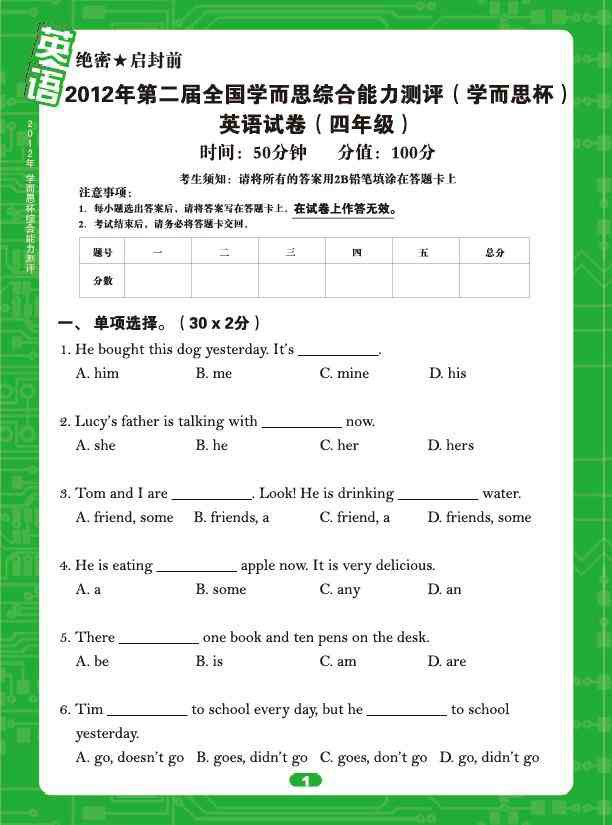 英语
2012年 学而思杯综合能力测评
绝密★启封前
2012年第二届全国学而思综合能力测评（学而思杯）
英语试卷（四年级）
时间：50分钟 分值：100分
考生须知：请将所有的答案用2B铅笔填涂在答题卡上
注意事项：
1．每小题选出答案后，请将答案写在答题卡上，在试卷上作答无效。
2．考试结束后，请务必将答题卡交回。
题号 一 二 三 四 五 总分
分数
一、 单项选择。（30 x 2分）
1. He bought this dog yesterday. It's __________.
A. him B. me C. mine D. his
2. Lucy's father is talking with __________ now.
A. she B. he C. her D. hers
3. Tom and I are __________. Look! He is drinking __________ water.
A. friend, some B. friends, a C. friend, a D. friends, some
4. He is eating __________ apple now. It is very delicious.
A. a B. some C. any D. an
5. There __________ one book and ten pens on the desk.
A. be B. is C. am D. are
6. Tim __________ to school every day, but he __________ to school
yesterday.
A. go, doesn't go B. goes, didn't go C. goes, don't go D. go, didn't go
1